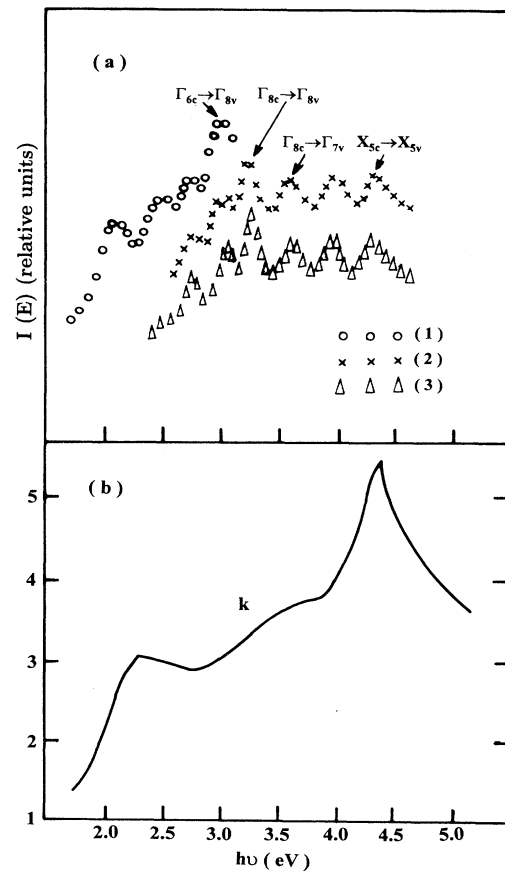 I (E) (relative units)
(a)
Γ6c→Γ8v
Γ8c→Γ8v
Γ8c→Γ7v
X5c→X5v
(1)
(2)
(3)
(b)
5
4
3
2
1
k
2.0 2.5 3.0 3.5 4.0 4.5 5.0
hυ (eV)